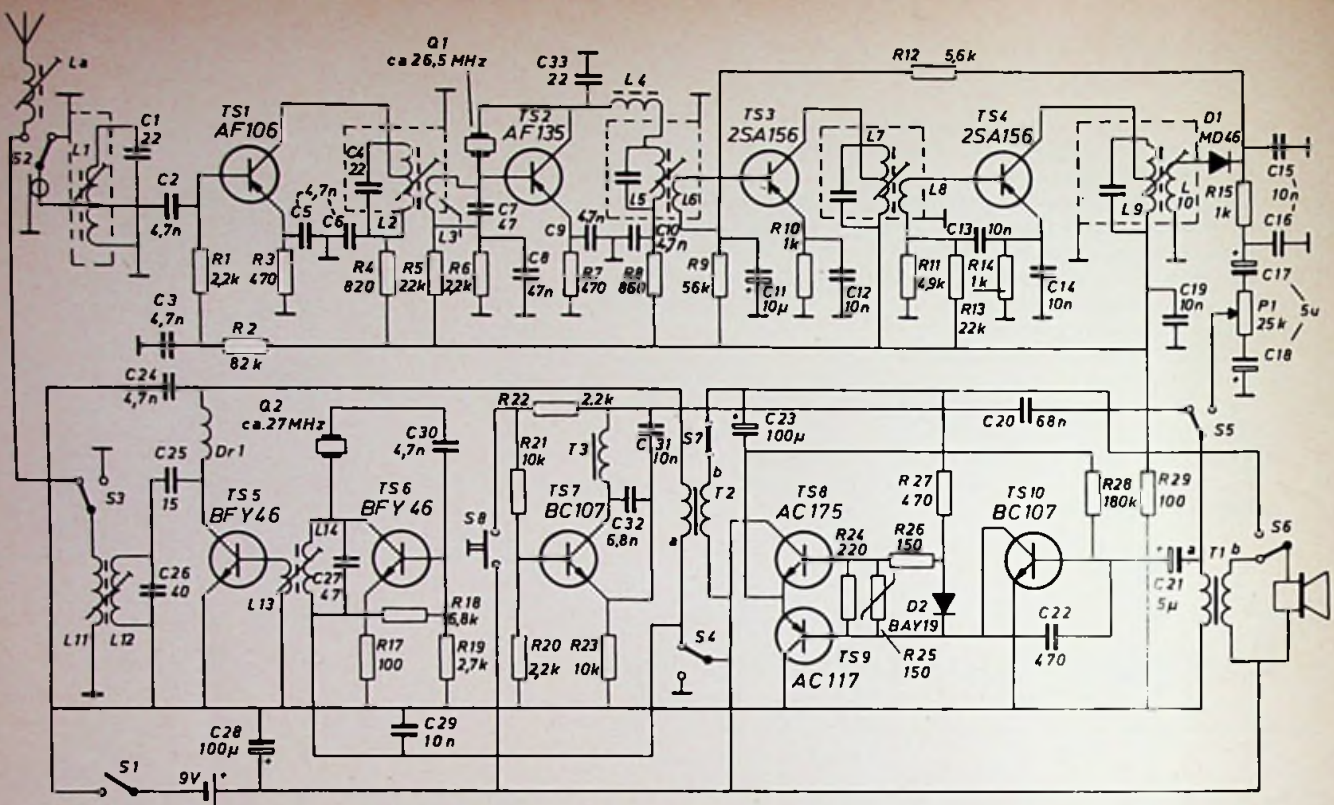 La
S2
L1
C1
22
C2
4,7n
TS1
AF106
R1
2,2k
R3
470
4,7n
C5
C6
C4
22
L2
R4
820
L3
R5
22k
R6
2,2k
Q1
ca 26,5 MHz
C7
47
C8
47n
TS2
AF135
C33
22
L4
L5
L6
C9
4,7n
R7
470
C10
4,7n
R8
860
R9
56k
TS3
2SA156
C11
10µ
R10
1k
C12
10n
R12
5,6k
L7
L8
R11
4,9k
TS4
2SA156
C13
10n
R14
1k
R13
22k
C14
10n
L9
L
10
D1
MD46
R15
1k
C15
10n
C16
C17
P1
25k
5u
C18
C19
10n
C3
4,7n
R2
82k
C24
4,7n
Dr1
C25
15
S3
L11
L12
C26
40
TS5
BFY46
L13
Q2
ca.27MHz
L14
C27
47
TS6
BFY46
C30
4,7n
R17
100
R18
6,8k
R19
2,7k
S8
R22
2,2k
R21
10k
T3
C31
10n
TS7
BC107
C32
6,8n
R20
2,2k
R23
10k
S7
b
T2
a
S4
C23
100µ
TS8
AC175
R24
220
R26
150
R27
470
D2
BAY19
TS9
AC117
R25
150
C20
68n
TS10
BC107
R28
180k
R29
100
C22
470
C21
5µ
S5
a
T1
b
S6
C28
100µ
C29
10n
S1
9V